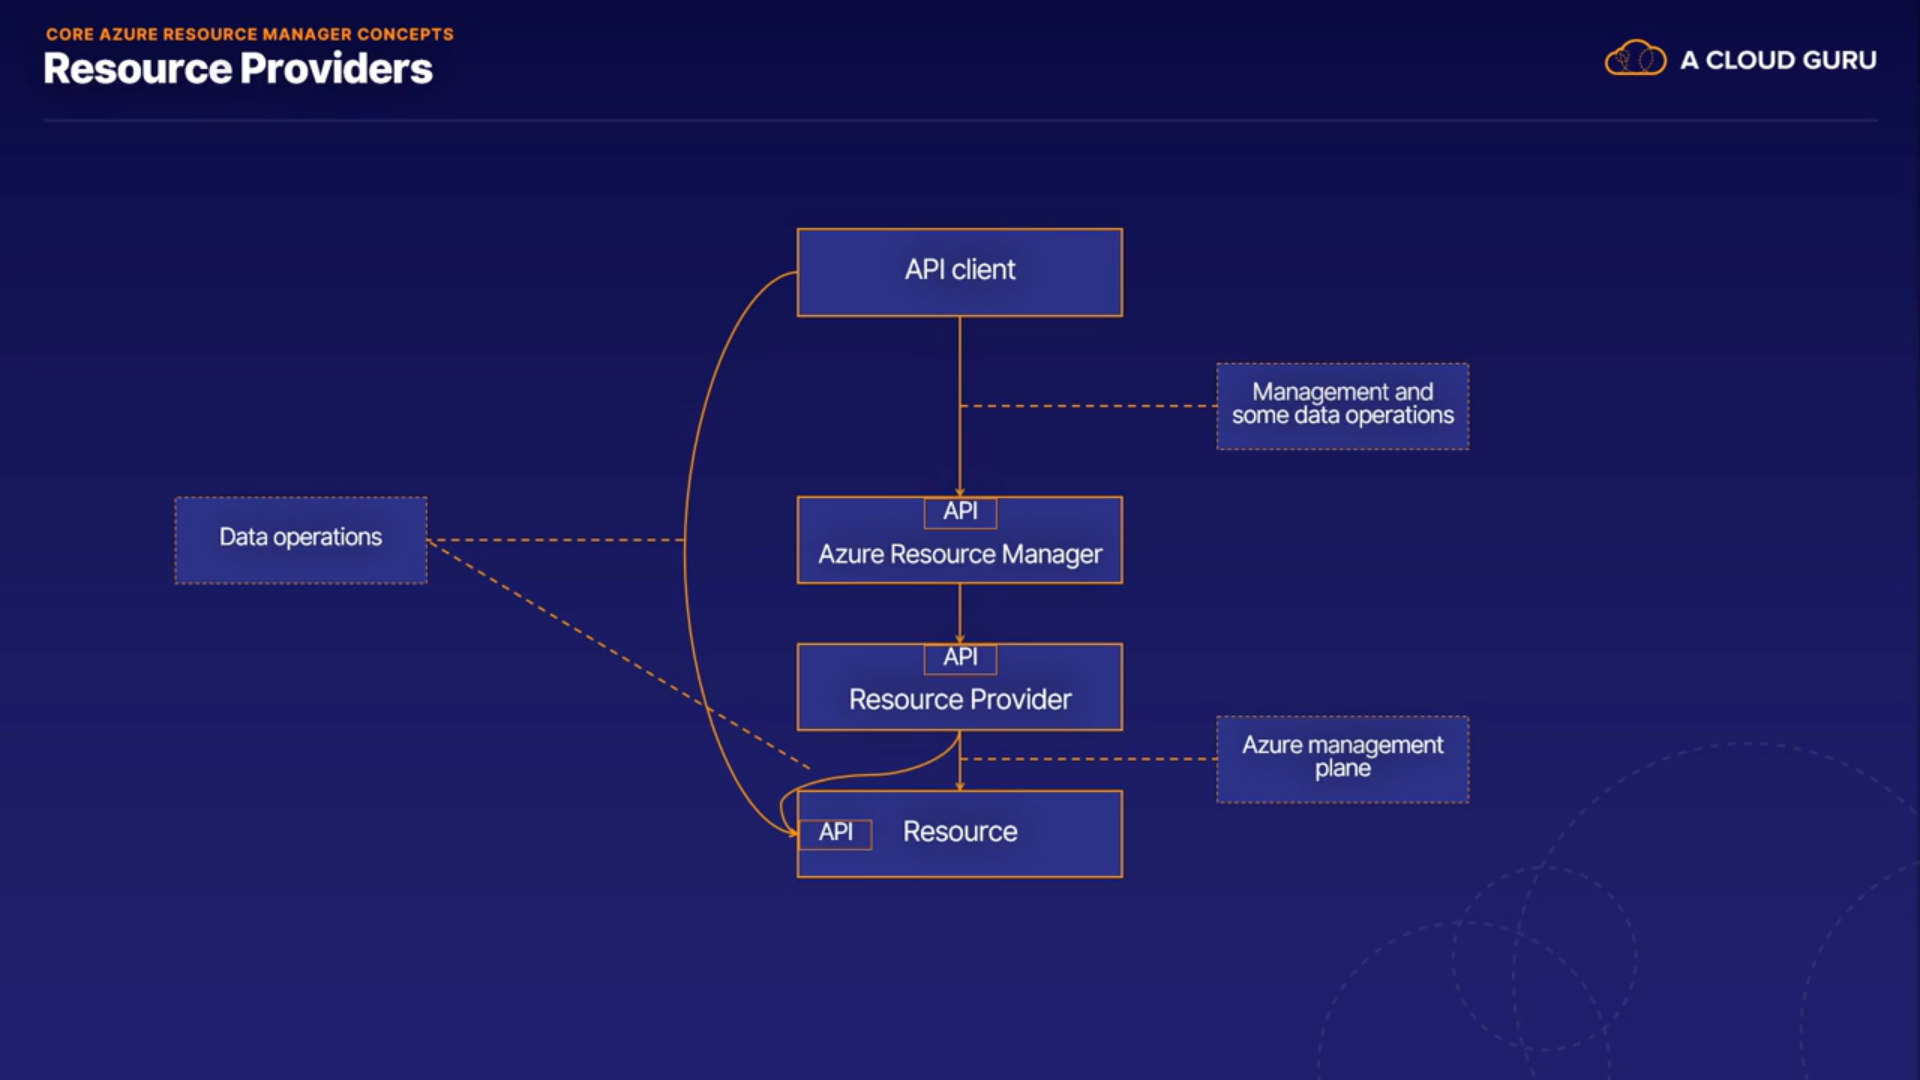 CORE AZURE RESOURCE MANAGER CONCEPTS
Resource Providers
A CLOUD GURU
API client
Management and
some data operations
Data operations
API
Azure Resource Manager
API
Resource Provider
Azure management
plane
API
Resource